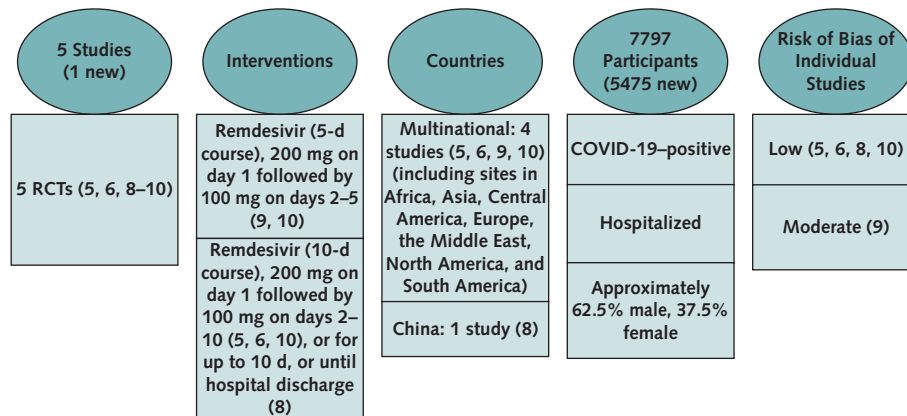 5 Studies
(1 new)
Interventions
Countries
7797
Participants
(5475 new)
Risk of Bias of
Individual
Studies
5 RCTs (5, 6, 8–10)
Remdesivir (5-d
course), 200 mg on
day 1 followed by
100 mg on days 2–5
(9, 10)
Remdesivir (10-d
course), 200 mg on
day 1 followed by
100 mg on days 2–
10 (5, 6, 10), or for
up to 10 d, or until
hospital discharge
(8)
Multinational: 4
studies (5, 6, 9, 10)
(including sites in
Africa, Asia, Central
America, Europe,
the Middle East,
North America, and
South America)
China: 1 study (8)
COVID-19–positive
Hospitalized
Approximately
62.5% male, 37.5%
female
Low (5, 6, 8, 10)
Moderate (9)